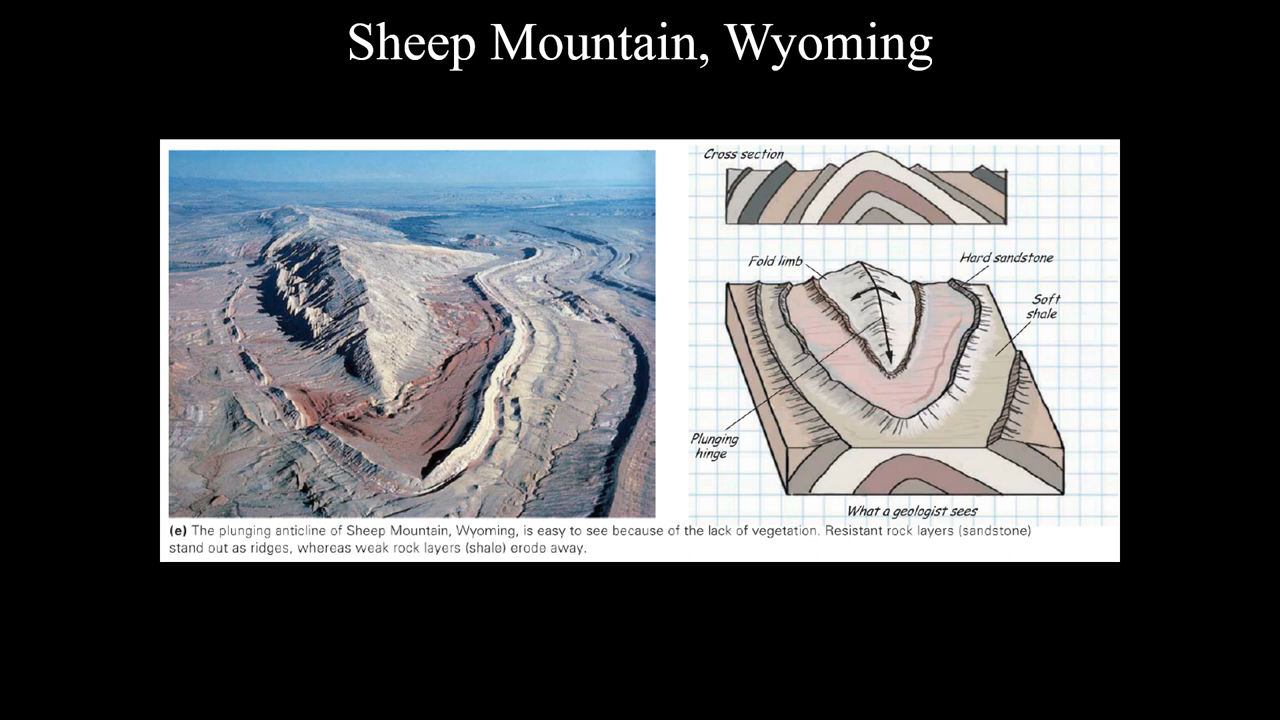 Sheep Mountain, Wyoming
Cross section
Fold limb
Hard sandstone
Soft
shale
Plunging
hinge
What a geologist sees
(e) The plunging anticline of Sheep Mountain, Wyoming, is easy to see because of the lack of vegetation. Resistant rock layers (sandstone)
stand out as ridges, whereas weak rock layers (shale) erode away.